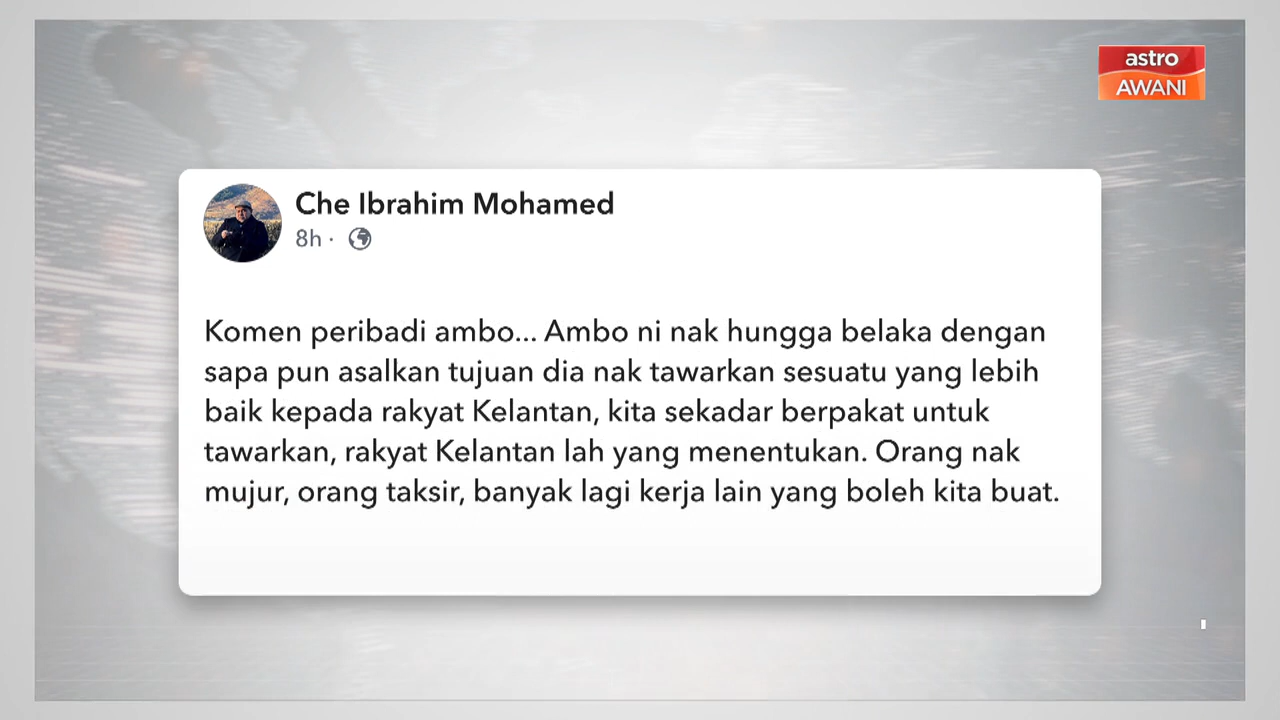 astro
AWANI
Che Ibrahim Mohamed
8h ·
Komen peribadi ambo... Ambo ni nak hungga belaka dengan
sapa pun asalkan tujuan dia nak tawarkan sesuatu yang lebih
baik kepada rakyat Kelantan, kita sekadar berpakat untuk
tawarkan, rakyat Kelantan lah yang menentukan. Orang nak
mujur, orang taksir, banyak lagi kerja lain yang boleh kita buat.